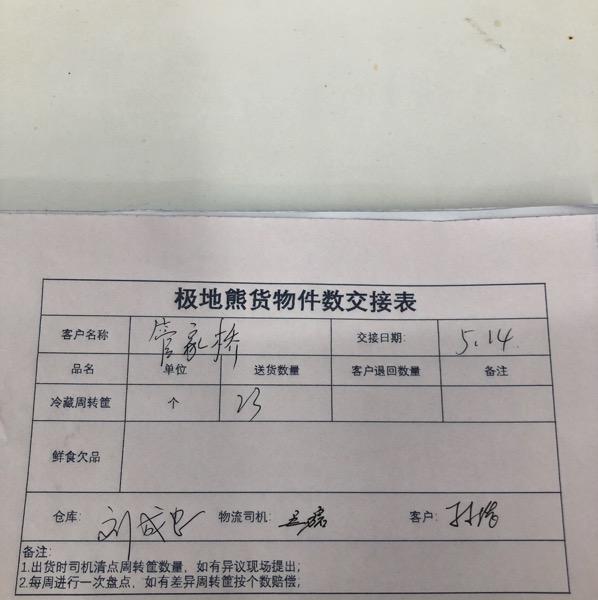 极地熊货物件数交接表
客户名称 管家桥 交接日期: 5.14.
品名 单位 送货数量 客户退回数量 备注
冷藏周转筐 个 23
鲜食欠品
仓库: 刘成忠 物流司机: 客户:
备注:
1.出货时司机清点周转筐数量，如有异议现场提出;
2.每周进行一次盘点，如有差异周转筐按个数赔偿;